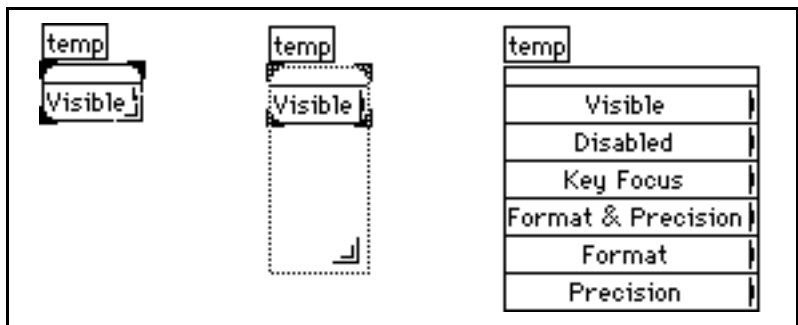 temp
Visible
temp
Visible
temp
Visible
Disabled
Key Focus
Format & Precision
Format
Precision